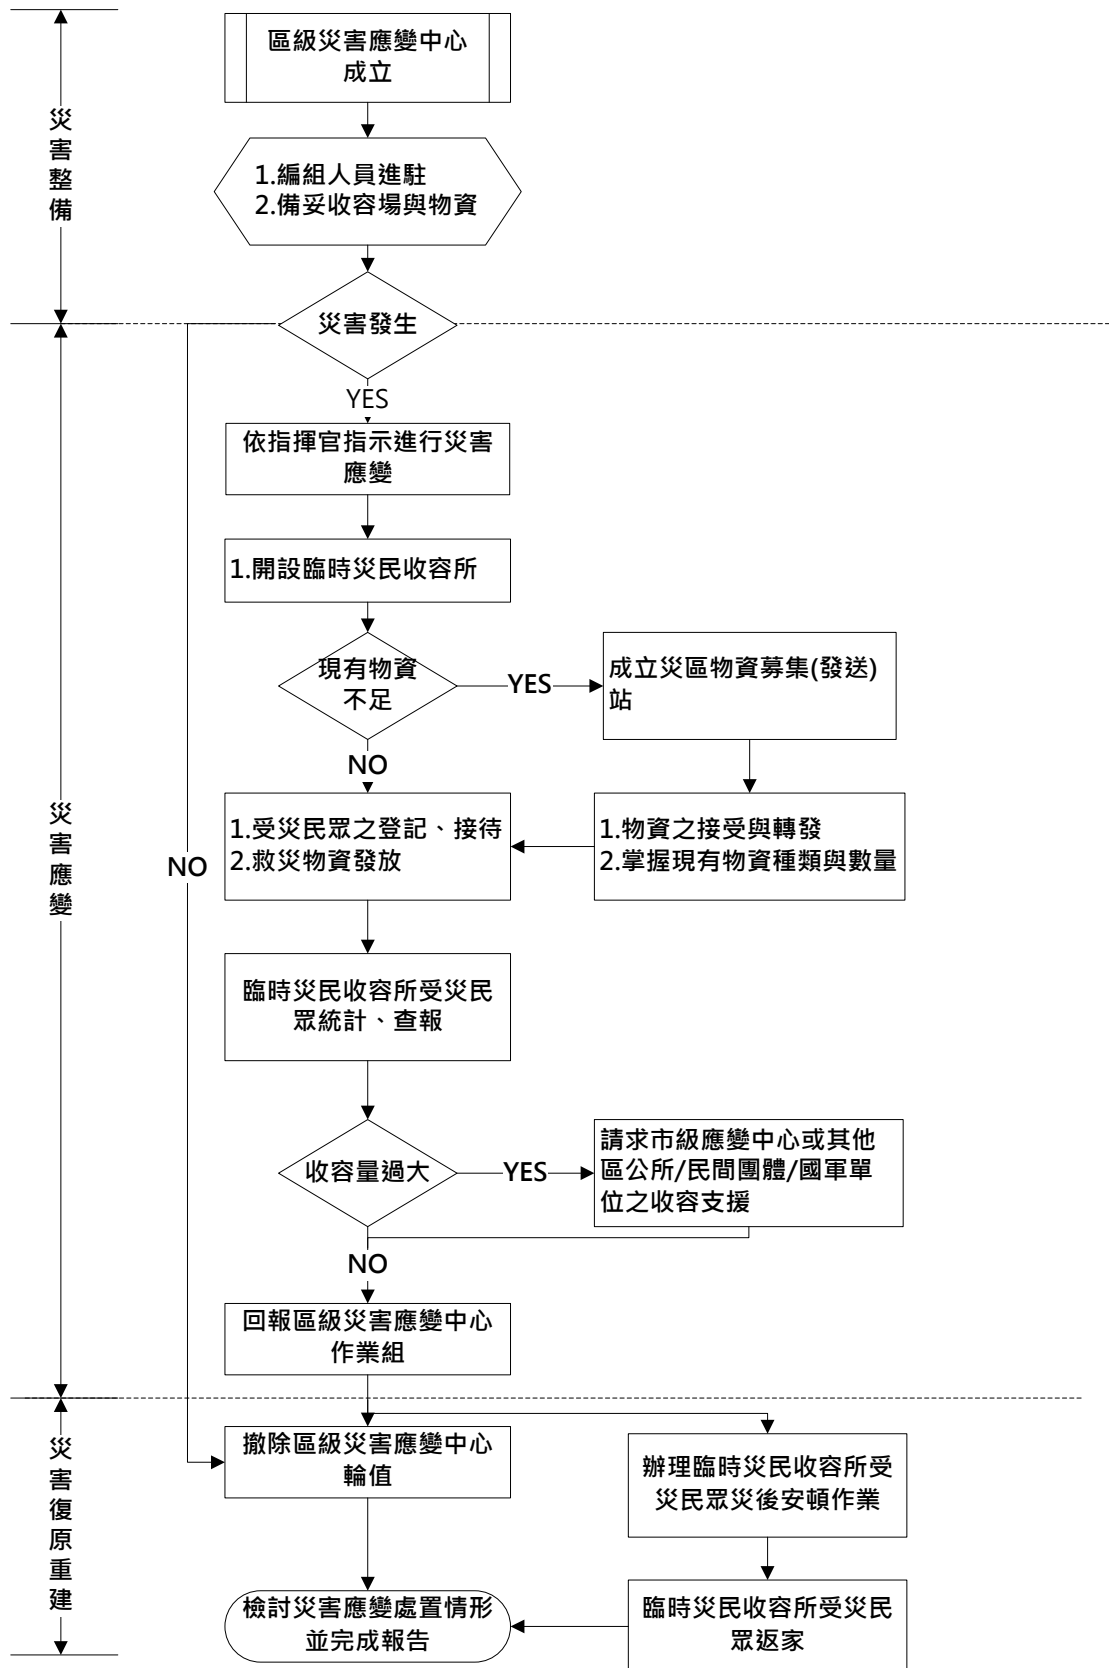 區級災害應變中心
成立
災害整備
1.編組人員進駐
2.備妥收容場與物資
災害發生
YES
依指揮官指示進行災害
應變
1.開設臨時災民收容所
現有物資
不足
YES
成立災區物資募集(發送)
站
NO
災害應變
NO
1.受災民眾之登記、接待
2.救災物資發放
1.物資之接受與轉發
2.掌握現有物資種類與數量
臨時災民收容所受災民
眾統計、查報
收容量過大
YES
請求市級應變中心或其他
區公所/民間團體/國軍單
位之收容支援
NO
回報區級災害應變中心
作業組
災害復原重建
撤除區級災害應變中心
輪值
辦理臨時災民收容所受
災民眾災後安頓作業
檢討災害應變處置情形
並完成報告
臨時災民收容所受災民
眾返家